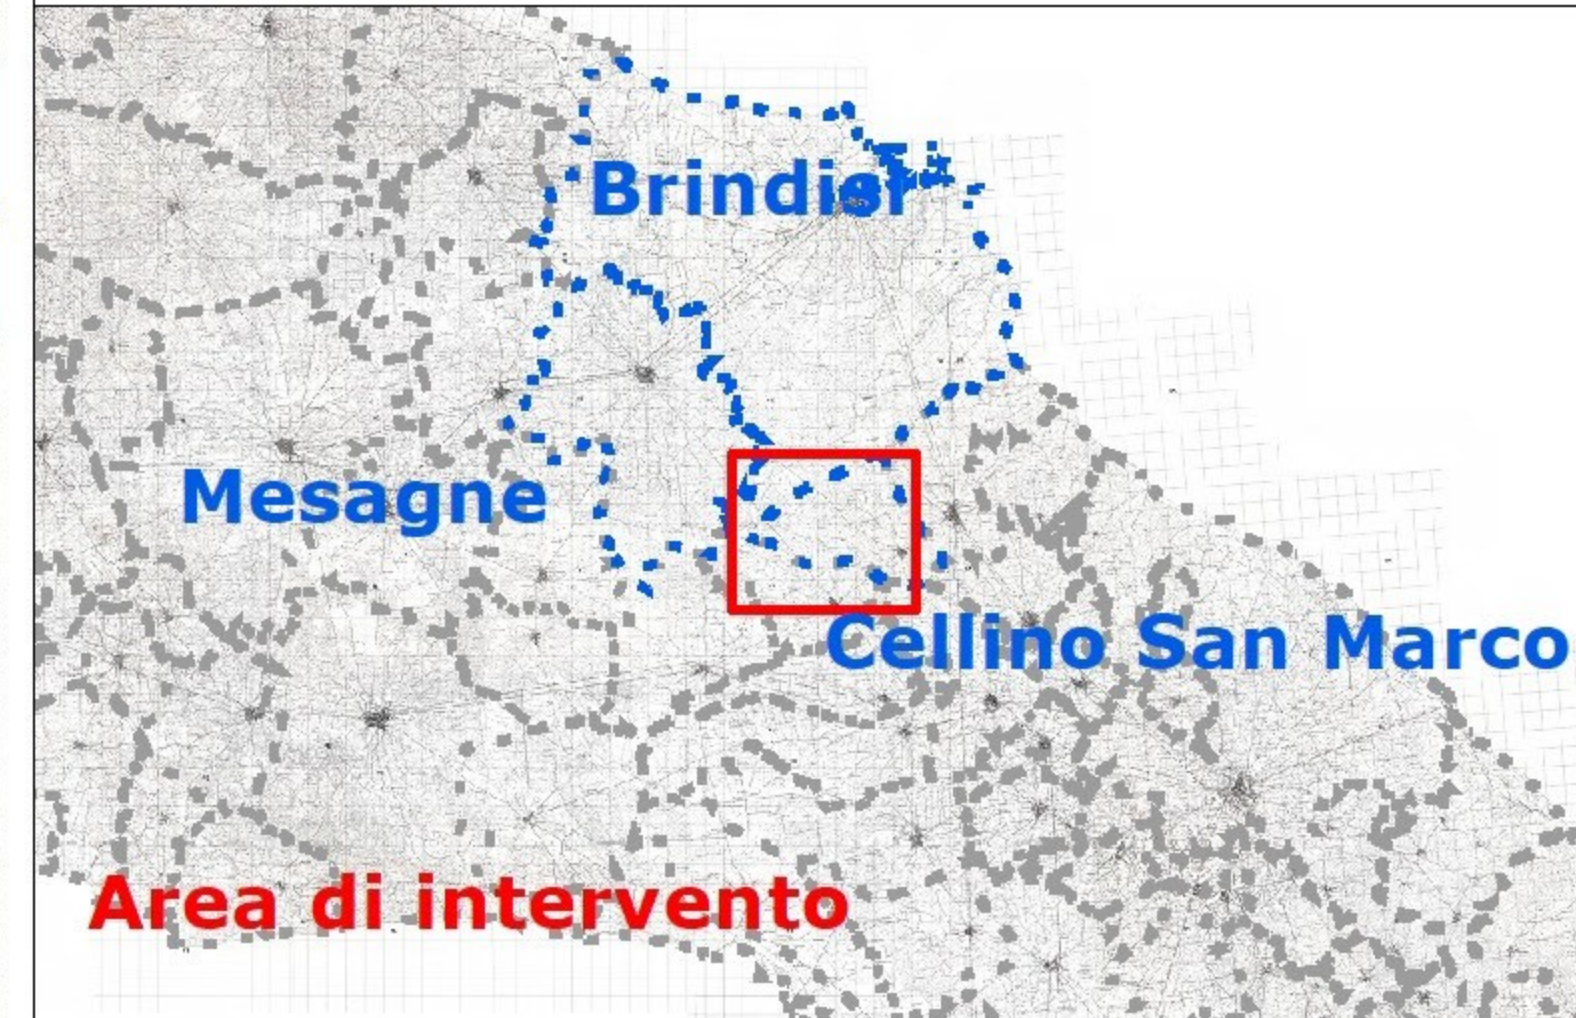 Brindisi
Mesagne
Cellino San Marco
Area di intervento